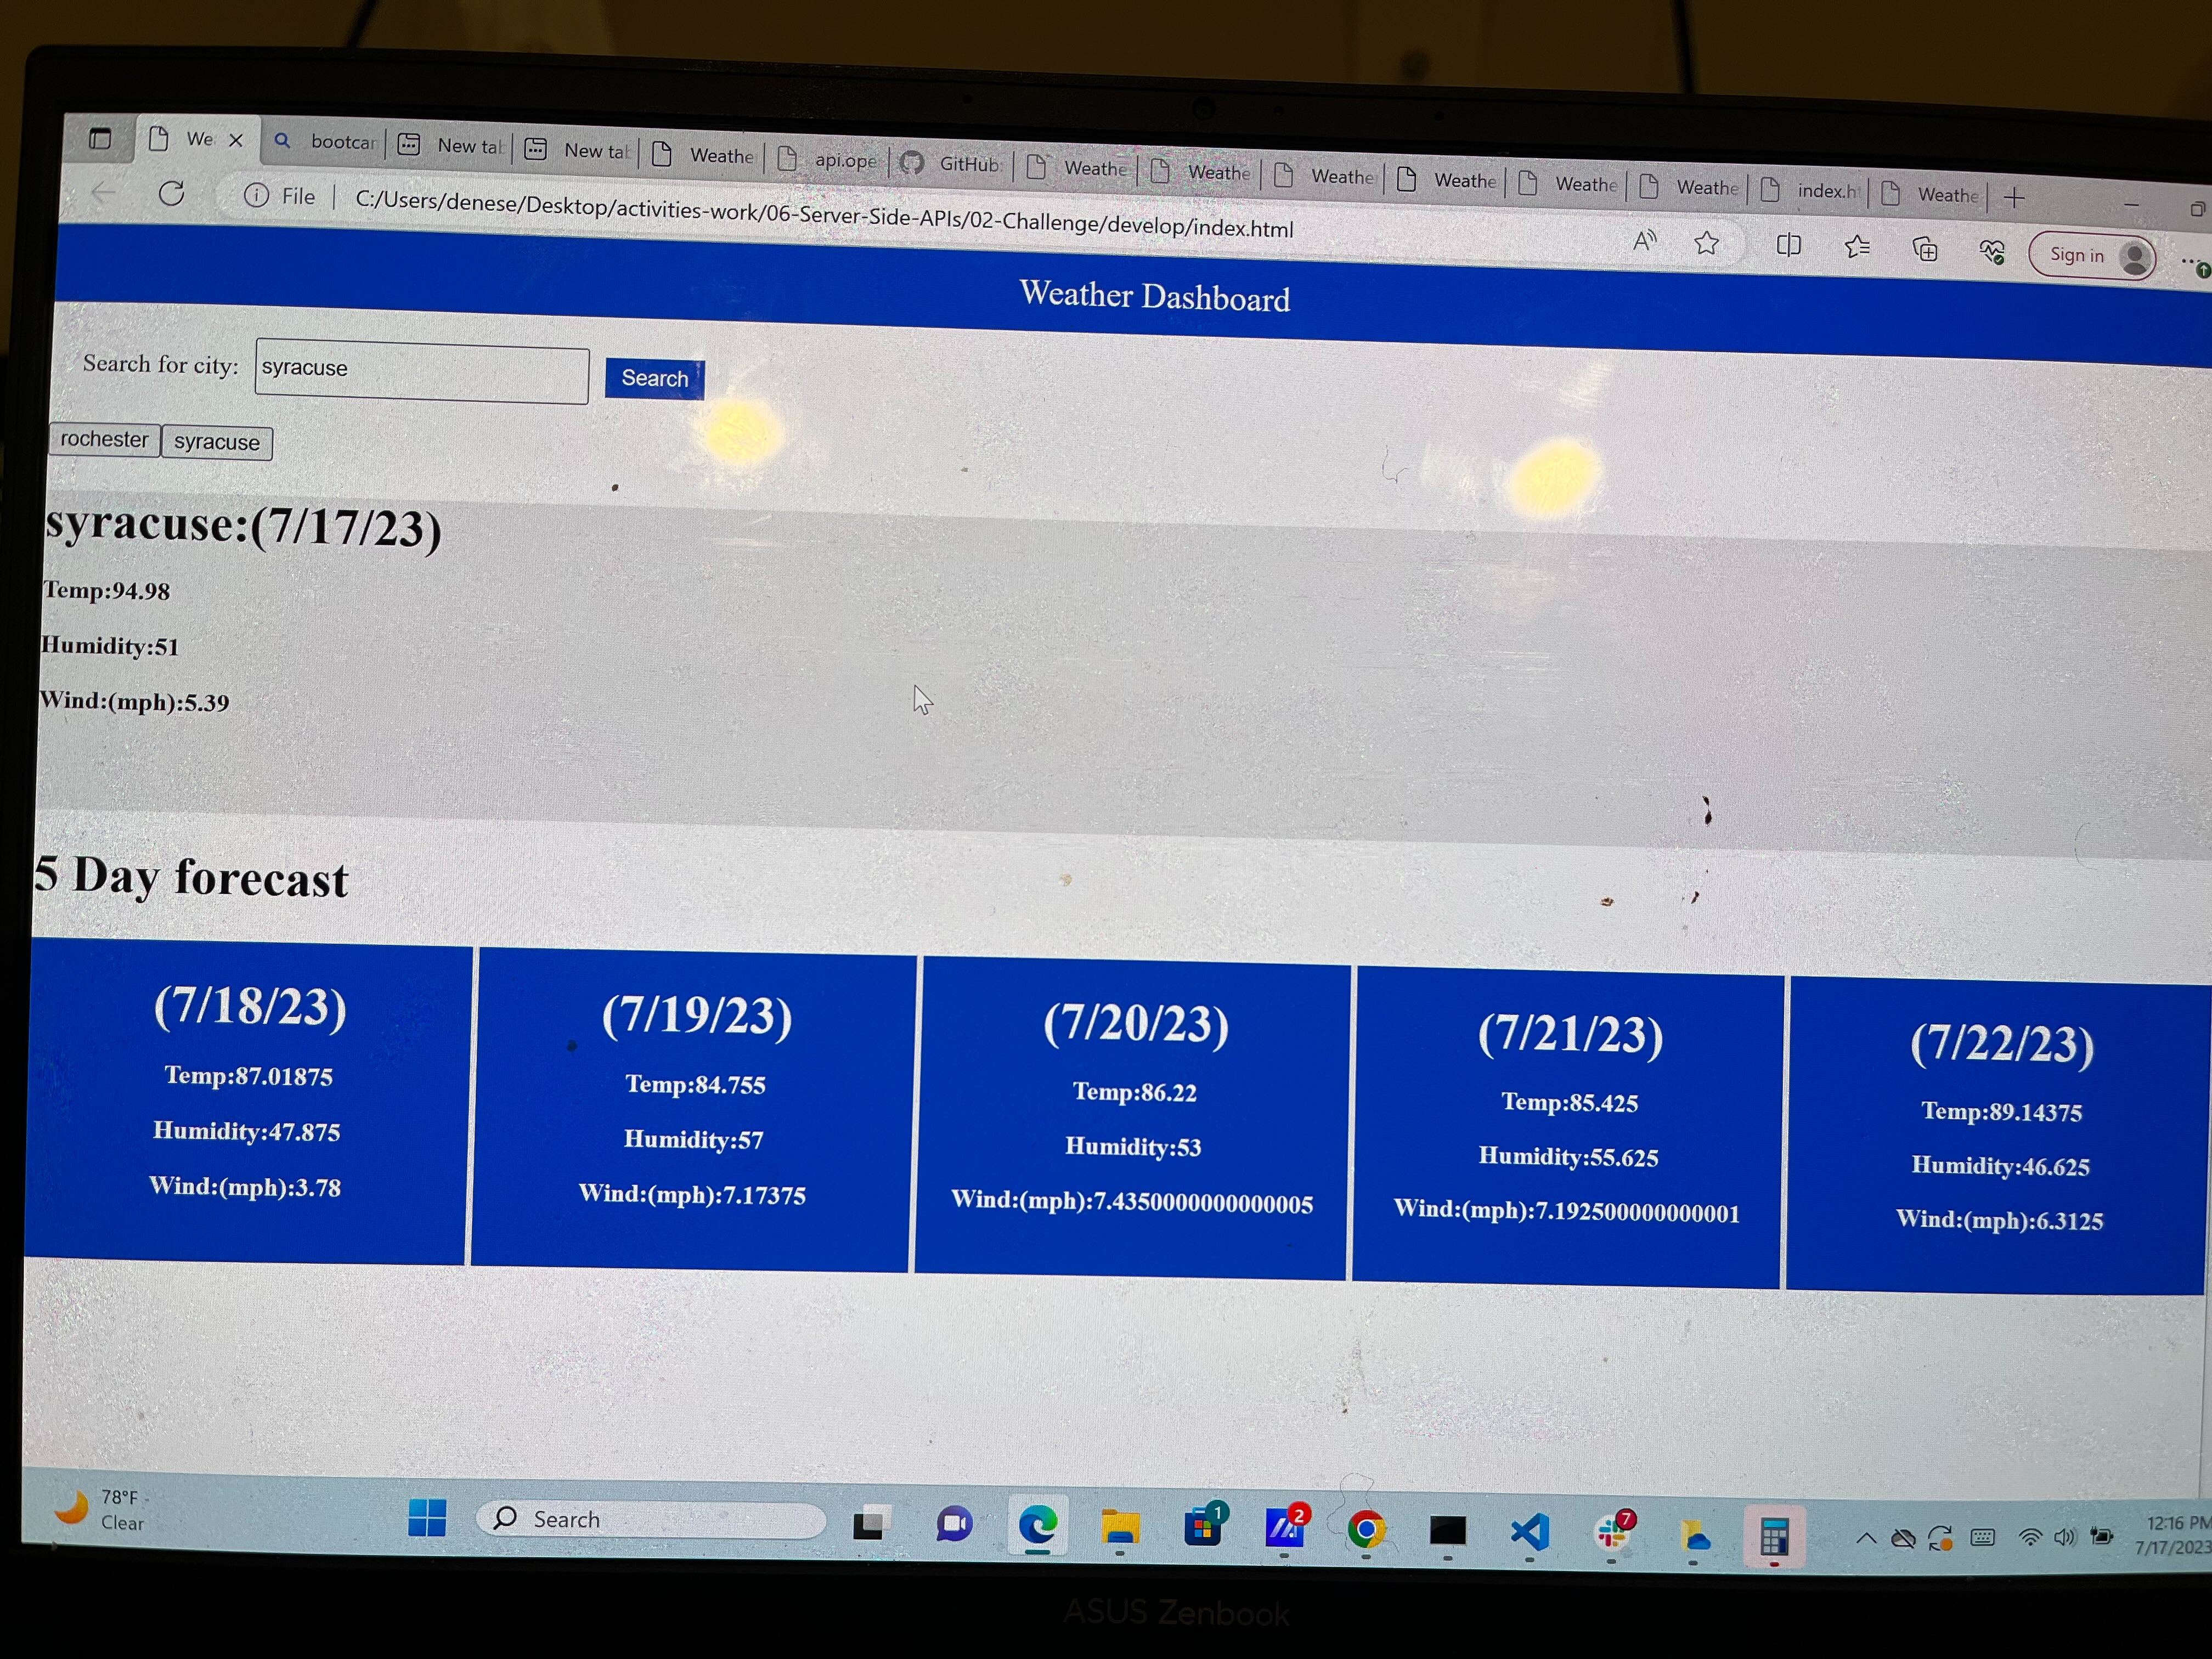 We
bootcar
New tab
New tab
Weathe
api.ope
GitHub:
Weathe
Weathe
Weathe
Weathe
Weathe
Weathe
index.h
Weathe
File
C:/Users/denese/Desktop/activities-work/06-Server-Side-APIs/02-Challenge/develop/index.html
Sign in
Weather Dashboard
Search for city: syracuse Search
rochester syracuse
syracuse:(7/17/23)
Temp:94.98
Humidity:51
Wind:(mph):5.39
5 Day forecast
(7/18/23)
Temp:87.01875
Humidity:47.875
Wind:(mph):3.78
(7/19/23)
Temp:84.755
Humidity:57
Wind:(mph):7.17375
(7/20/23)
Temp:86.22
Humidity:53
Wind:(mph):7.4350000000000005
(7/21/23)
Temp:85.425
Humidity:55.625
Wind:(mph):7.192500000000001
(7/22/23)
Temp:89.14375
Humidity:46.625
Wind:(mph):6.3125
78°F
Clear
Search
1
2
7
12:16 PM
7/17/2023
ASUS Zenbook